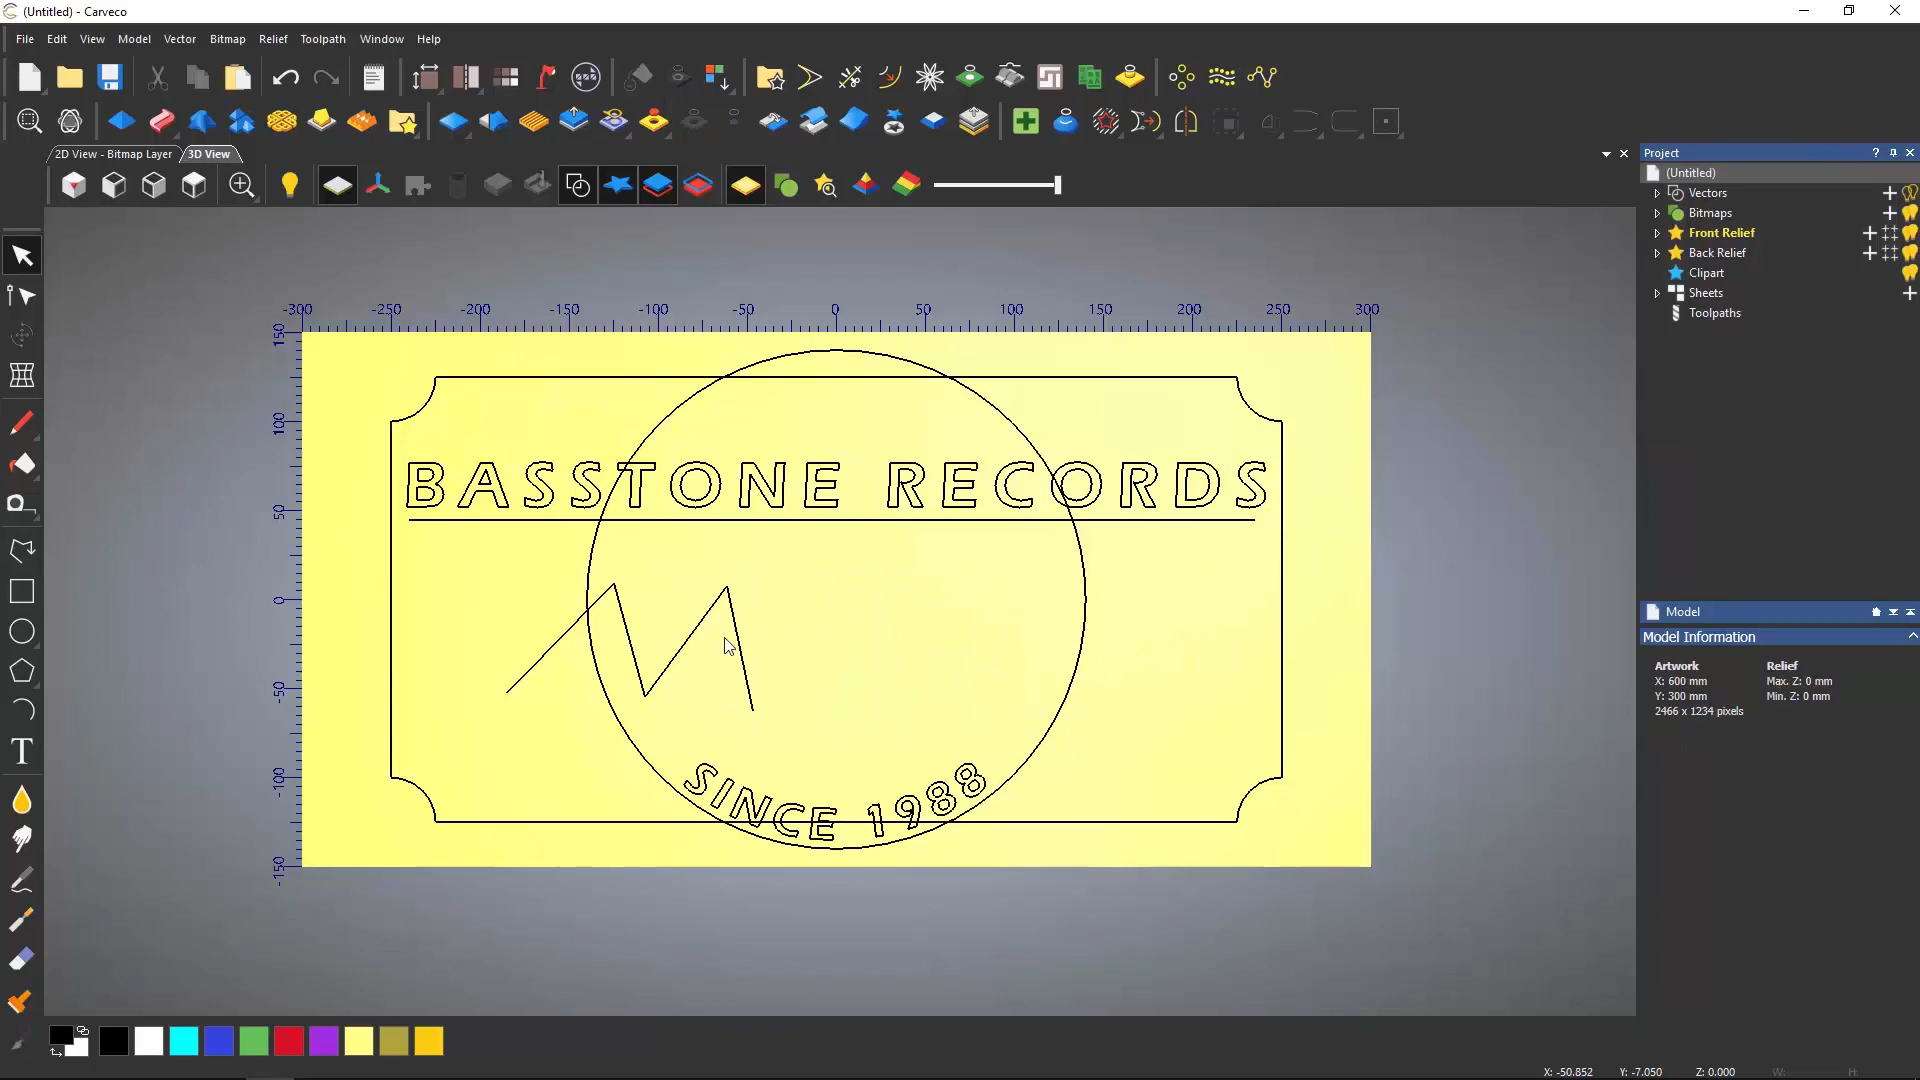 (Untitled) - Carveco
File Edit View Model Vector Bitmap Relief Toolpath Window Help
2D View - Bitmap Layer 3D View
Project
(Untitled)
Vectors
Bitmaps
Front Relief
Back Relief
Clipart
Sheets
Toolpaths
-300 -250 -200 -150 -100 -50 0 50 100 150 200 250 300
150
100
50
0
-50
-100
-150
BASSTONE RECORDS
SINCE 1988
Model
Model Information
Artwork Relief
X: 600 mm Max. Z: 0 mm
Y: 300 mm Min. Z: 0 mm
2466 x 1234 pixels
T
X: -50.852 Y: -7.050 Z: 0.000 W: H: